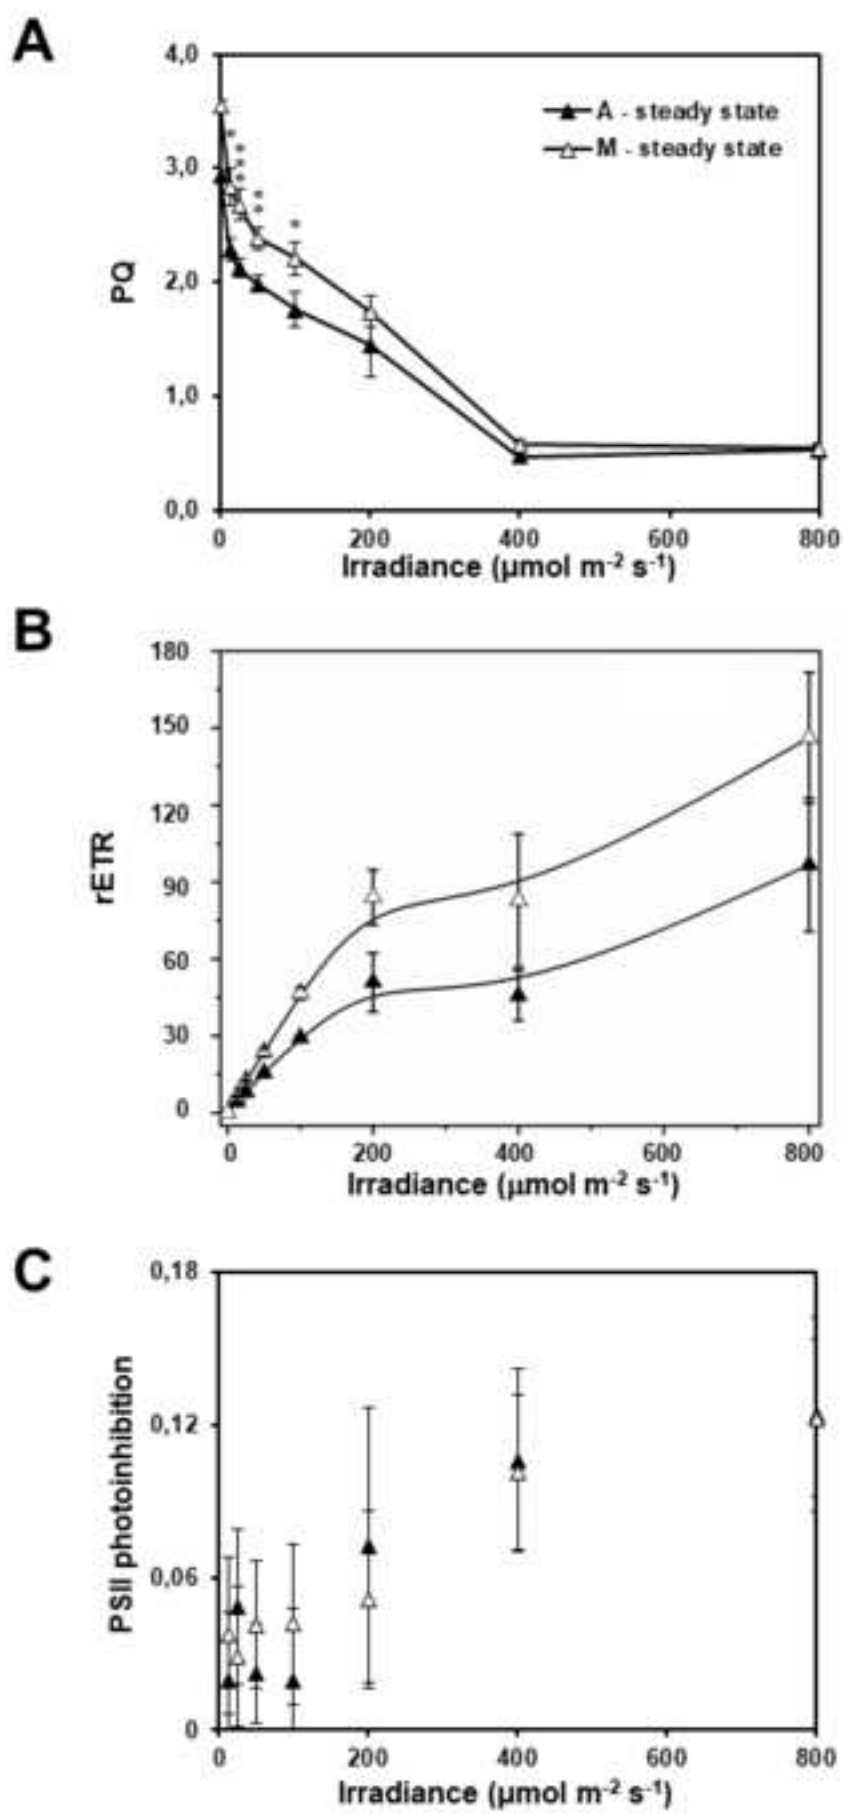 A
4,0
3,0
2,0
1,0
0,0
PQ
A - steady state
M - steady state
* * * * * * * *
0 200 400 600 800
Irradiance (µmol m-2 s-1)
B
180
150
120
90
60
30
0
rETR
0 200 400 600 800
Irradiance (µmol m-2 s-1)
C
0,18
0,12
0,06
0
PSII photoinhibition
0 200 400 600 800
Irradiance (µmol m-2 s-1)